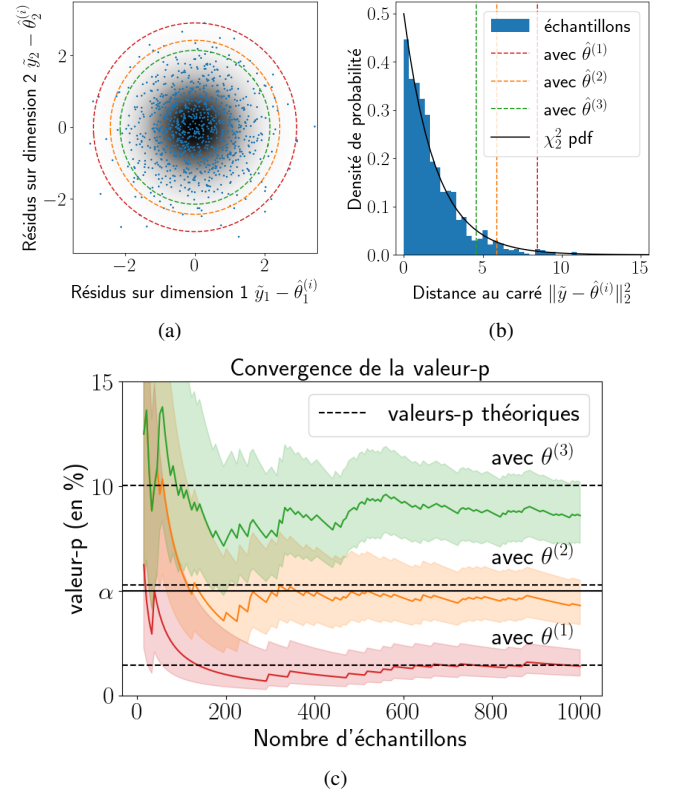 Résidus sur dimension 2 ỹ₂ − θ̂₂⁽ⁱ⁾
2
0
−2
−2
0
2
Résidus sur dimension 1 ỹ₁ − θ̂₁⁽ⁱ⁾
(a)
Densité de probabilité
0.5
0.4
0.3
0.2
0.1
0.0
échantillons
avec θ̂⁽¹⁾
avec θ̂⁽²⁾
avec θ̂⁽³⁾
χ₂² pdf
0
5
10
15
Distance au carré ‖ỹ − θ̂⁽ⁱ⁾‖₂²
(b)
Convergence de la valeur-p
valeur-p (en %)
15
10
α
0
valeurs-p théoriques
avec θ⁽³⁾
avec θ⁽²⁾
avec θ⁽¹⁾
0
200
400
600
800
1000
Nombre d'échantillons
(c)